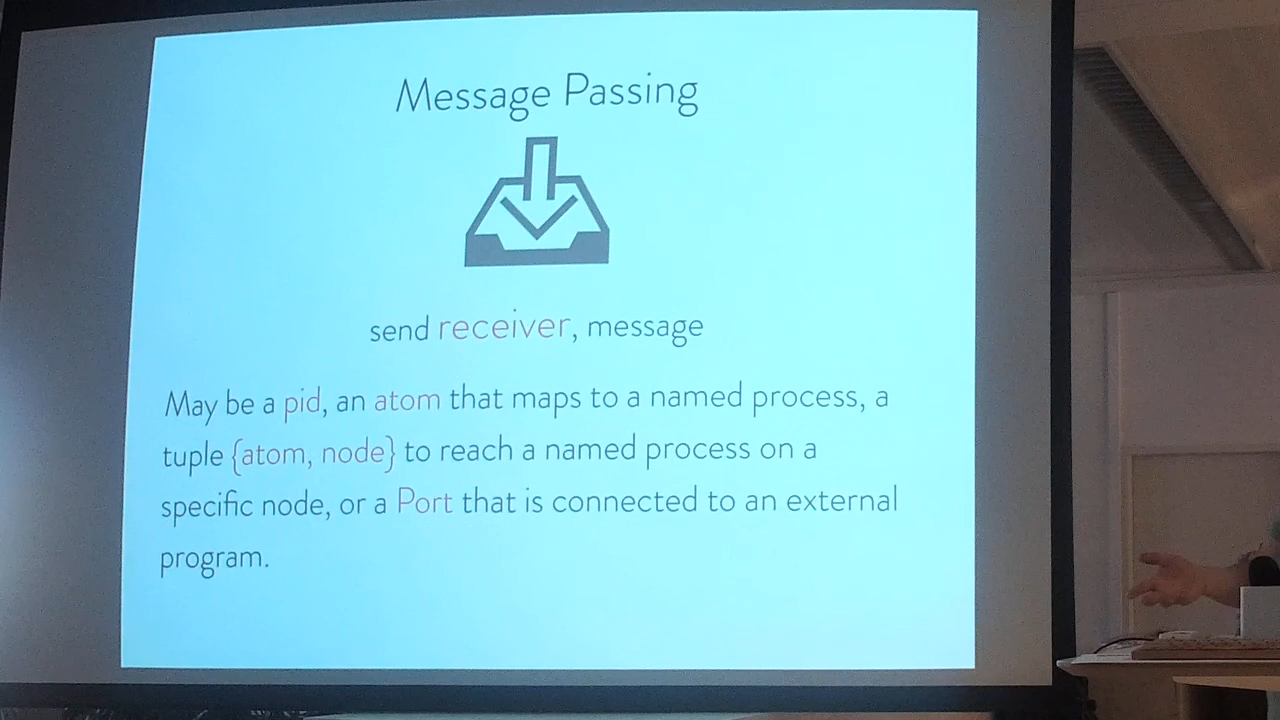 Message Passing
send receiver, message
May be a pid, an atom that maps to a named process, a
tuple {atom, node} to reach a named process on a
specific node, or a Port that is connected to an external
program.